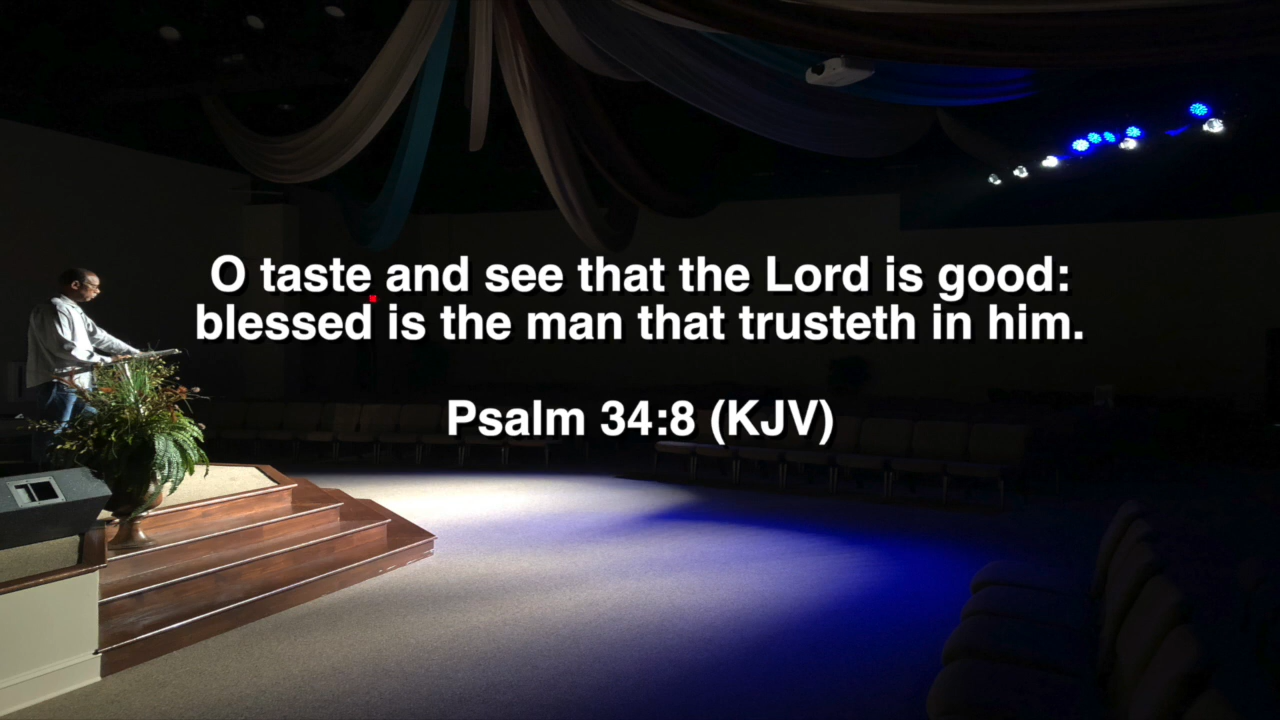 O taste and see that the Lord is good:
blessed is the man that trusteth in him.
Psalm 34:8 (KJV)